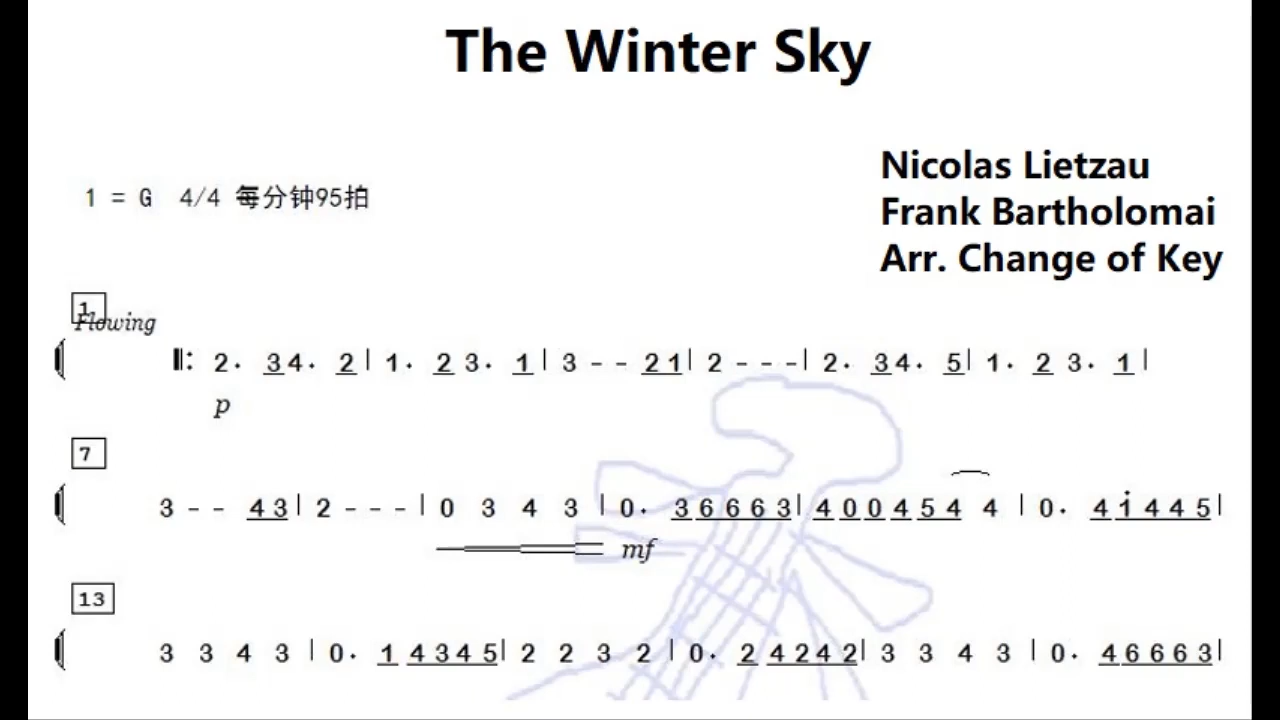 The Winter Sky
Nicolas Lietzau
1 = G 4/4 每分钟95拍
Frank Bartholomai
Arr. Change of Key
1
Flowing
‖: 2. 34. 2 | 1. 2 3. 1 | 3 - - 2 1 | 2 - - - | 2. 34. 5 | 1. 2 3. 1 |
p
7
3 - - 4 3 | 2 - - - | 0 3 4 3 | 0. 3 6 6 6 3 | 4 0 0 4 5 4 4 | 0. 4 i 4 4 5 |
mf
13
3 3 4 3 | 0. 1 4 3 4 5 | 2 2 3 2 | 0. 2 4 2 4 2 | 3 3 4 3 | 0. 4 6 6 6 3 |